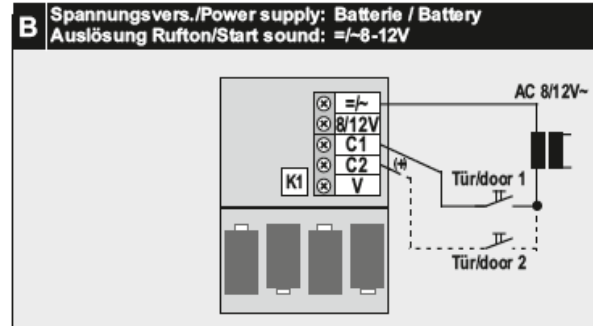 B
Spannungsvers./Power supply: Batterie / Battery
Auslösung Rufton/Start sound: =/~8-12V
AC 8/12V~
=/~
8/12V
C1
C2
(+)
K1
V
Tür/door 1
Tür/door 2